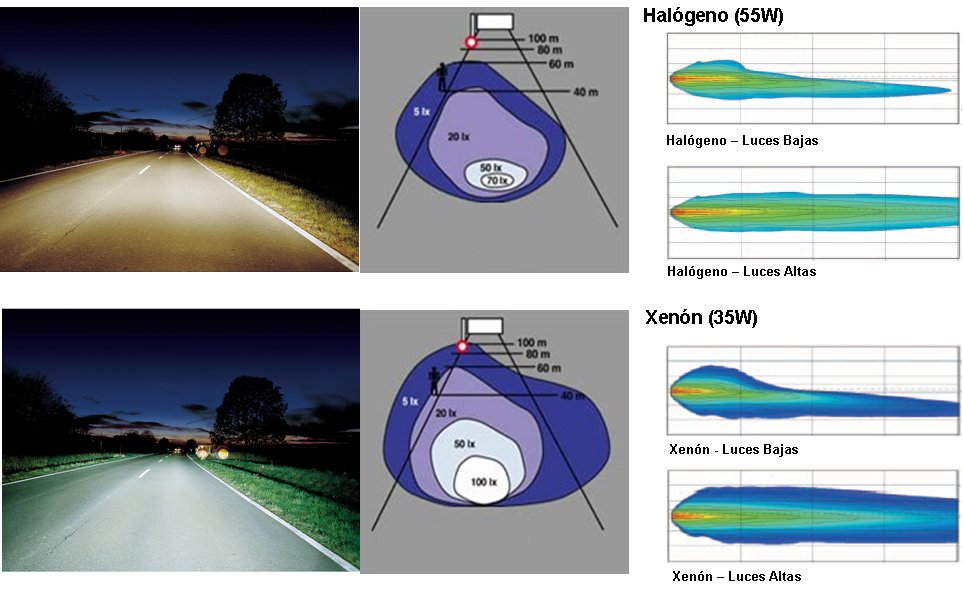 Halógeno (55W)
100 m
80 m
60 m
40 m
5 lx
20 lx
50 lx
70 lx
Halógeno – Luces Bajas
Halógeno – Luces Altas
Xenón (35W)
100 m
80 m
60 m
40 m
5 lx
20 lx
50 lx
100 lx
Xenón - Luces Bajas
Xenón – Luces Altas